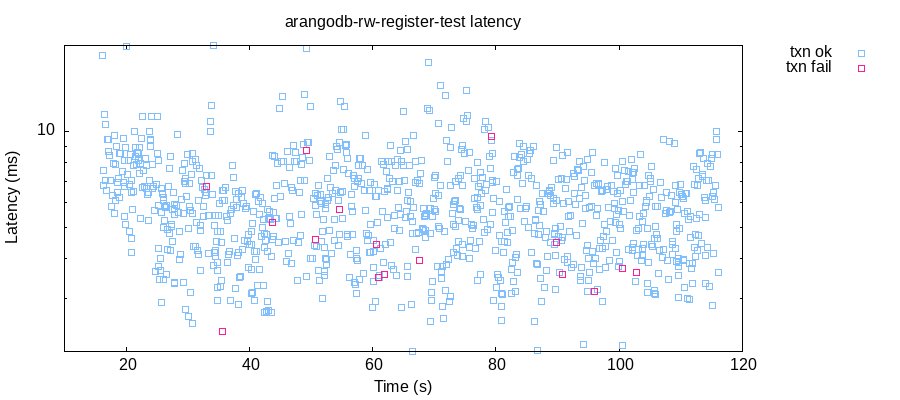 arangodb-rw-register-test latency
txn ok
txn fail
10
Latency (ms)
20 40 60 80 100 120
Time (s)